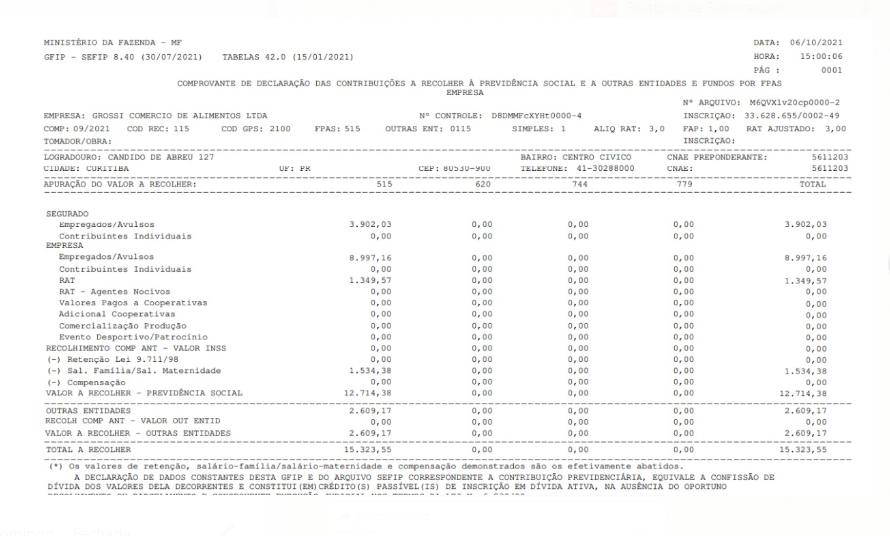 MINISTÉRIO DA FAZENDA - MF DATA: 06/10/2021
GFIP - SEFIP 8.40 (30/07/2021) TABELAS 42.0 (15/01/2021) HORA: 15:00:06
PÁG : 0001
COMPROVANTE DE DECLARAÇÃO DAS CONTRIBUIÇÕES A RECOLHER À PREVIDÊNCIA SOCIAL E A OUTRAS ENTIDADES E FUNDOS POR FPAS
EMPRESA
Nº ARQUIVO: M6QVX1v20cp0000-2
EMPRESA: GROSSI COMERCIO DE ALIMENTOS LTDA Nº CONTROLE: D8DMMFcXYHt0000-4 INSCRIÇÃO: 33.628.655/0002-49
COMP: 09/2021 COD REC: 115 COD GPS: 2100 FPAS: 515 OUTRAS ENT: 0115 SIMPLES: 1 ALIQ RAT: 3,0 FAP: 1,00 RAT AJUSTADO: 3,00
TOMADOR/OBRA: INSCRIÇÃO:
LOGRADOURO: CANDIDO DE ABREU 127 BAIRRO: CENTRO CIVICO CNAE PREPONDERANTE: 5611203
CIDADE: CURITIBA UF: PR CEP: 80530-900 TELEFONE: 41-30288000 CNAE: 5611203
APURAÇÃO DO VALOR A RECOLHER: 515 620 744 779 TOTAL
SEGURADO
Empregados/Avulsos 3.902,03 0,00 0,00 0,00 3.902,03
Contribuintes Individuais 0,00 0,00 0,00 0,00 0,00
EMPRESA
Empregados/Avulsos 8.997,16 0,00 0,00 0,00 8.997,16
Contribuintes Individuais 0,00 0,00 0,00 0,00 0,00
RAT 1.349,57 0,00 0,00 0,00 1.349,57
RAT - Agentes Nocivos 0,00 0,00 0,00 0,00 0,00
Valores Pagos a Cooperativas 0,00 0,00 0,00 0,00 0,00
Adicional Cooperativas 0,00 0,00 0,00 0,00 0,00
Comercialização Produção 0,00 0,00 0,00 0,00 0,00
Evento Desportivo/Patrocínio 0,00 0,00 0,00 0,00 0,00
RECOLHIMENTO COMP ANT - VALOR INSS 0,00 0,00 0,00 0,00 0,00
(-) Retenção Lei 9.711/98 0,00 0,00 0,00 0,00 0,00
(-) Sal. Família/Sal. Maternidade 1.534,38 0,00 0,00 0,00 1.534,38
(-) Compensação 0,00 0,00 0,00 0,00 0,00
VALOR A RECOLHER - PREVIDÊNCIA SOCIAL 12.714,38 0,00 0,00 0,00 12.714,38
OUTRAS ENTIDADES 2.609,17 0,00 0,00 0,00 2.609,17
RECOLH COMP ANT - VALOR OUT ENTID 0,00 0,00 0,00 0,00 0,00
VALOR A RECOLHER - OUTRAS ENTIDADES 2.609,17 0,00 0,00 0,00 2.609,17
TOTAL A RECOLHER 15.323,55 0,00 0,00 0,00 15.323,55
(*) Os valores de retenção, salário-família/salário-maternidade e compensação demonstrados são os efetivamente abatidos.
A DECLARAÇÃO DE DADOS CONSTANTES DESTA GFIP E DO ARQUIVO SEFIP CORRESPONDENTE A CONTRIBUIÇÃO PREVIDENCIÁRIA, EQUIVALE A CONFISSÃO DE
DÍVIDA DOS VALORES DELA DECORRENTES E CONSTITUI(EM)CRÉDITO(S) PASSÍVEL(IS) DE INSCRIÇÃO EM DÍVIDA ATIVA, NA AUSÊNCIA DO OPORTUNO